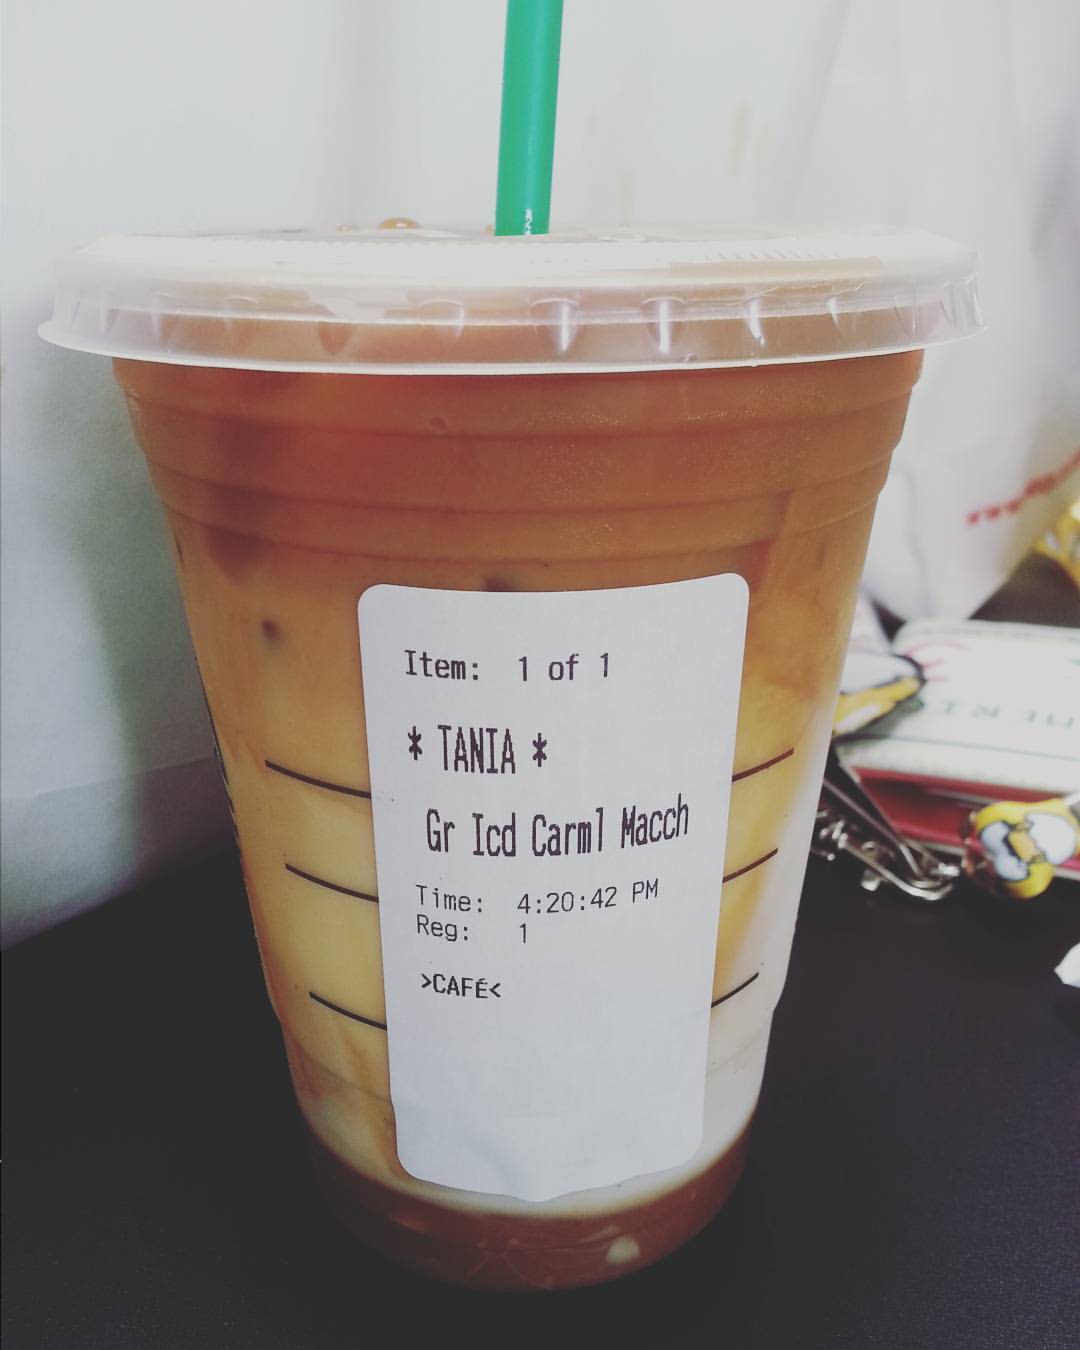 Item: 1 of 1
* TANIA *
Gr Icd Carml Macch
Time: 4:20:42 PM
Reg: 1
>CAFÉ<